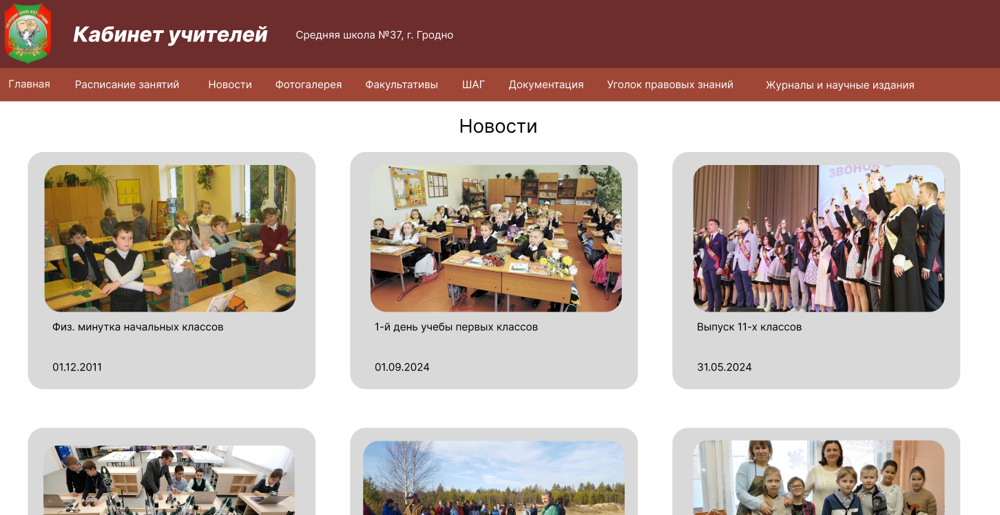 Кабинет учителей
Средняя школа №37, г. Гродно
Главная
Расписание занятий
Новости
Фотогалерея
Факультативы
ШАГ
Документация
Уголок правовых знаний
Журналы и научные издания
Новости
Физ. минутка начальных классов
01.12.2011
1-й день учебы первых классов
01.09.2024
ЗВОНОК
Выпуск 11-х классов
31.05.2024